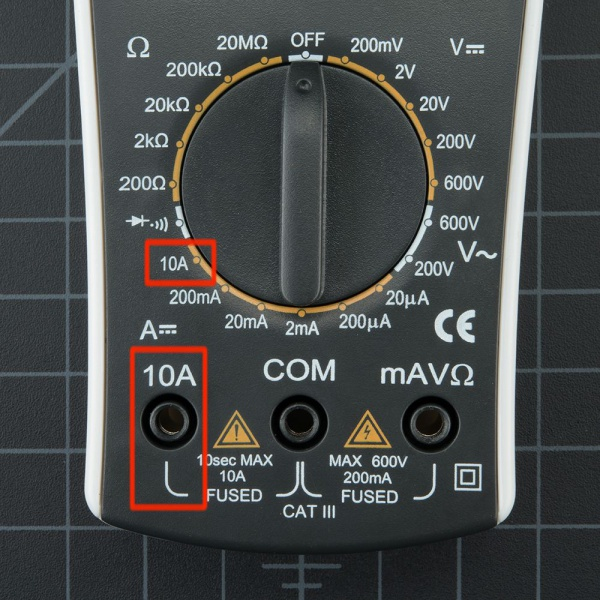 Ω 20MΩ OFF 200mV V⎓
200kΩ 2V
20kΩ 20V
2kΩ 200V
200Ω 600V
600V
10A 200V V~
200mA 20µA
20mA 2mA 200µA
A⎓ CE
10A COM mAVΩ
10sec MAX MAX 600V
10A 200mA
FUSED FUSED
CAT III